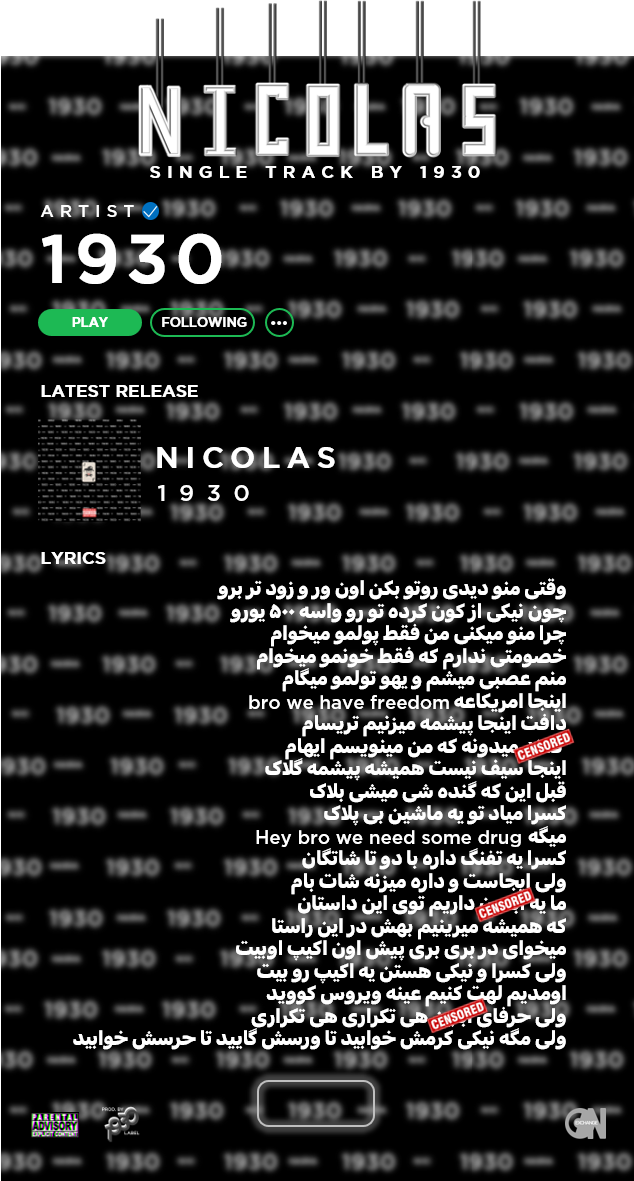 NICOLAS
SINGLE TRACK BY 1930
ARTIST
1930
PLAY
FOLLOWING
LATEST RELEASE
NICOLAS
1930
LYRICS
وقتی منو دیدی روتو بکن اون ور و زود تر برو
چون نیکی از کون کرده تو رو واسه ۵۰۰ یورو
چرا منو میکنی من فقط پولمو میخوام
خصومتی ندارم که فقط خونمو میخوام
منم عصبی میشم و یهو تولمو میگام
اینجا امریکاعه bro we have freedom
دافت اینجا پیشمه میزنیم تریسام
CENSORED میدونه که من مینویسم ایهام
اینجا سیف نیست همیشه پیشمه گلاک
قبل این که گنده شی میشی بلاک
کسرا میاد تو یه ماشین بی پلاک
میگه Hey bro we need some drug
کسرا یه تفنگ داره با دو تا شاتگان
ولی اینجاست و داره میزنه شات بام
ما یه CENSORED داریم توی این داستان
که همیشه میرینیم بهش در این راستا
میخوای در بری بری پیش اون اکیپ اوبیت
ولی کسرا و نیکی هستن یه اکیپ رو بیت
اومدیم لهت کنیم عینه ویروس کووید
ولی حرفای CENSORED هی تکراری هی تکراری
ولی مگه نیکی کرمش خوابید تا ورسش گایید تا حرسش خوابید
1930
PARENTAL
ADVISORY
EXPLICIT CONTENT
PROD. BY
LABEL
GN
EXCHANGE